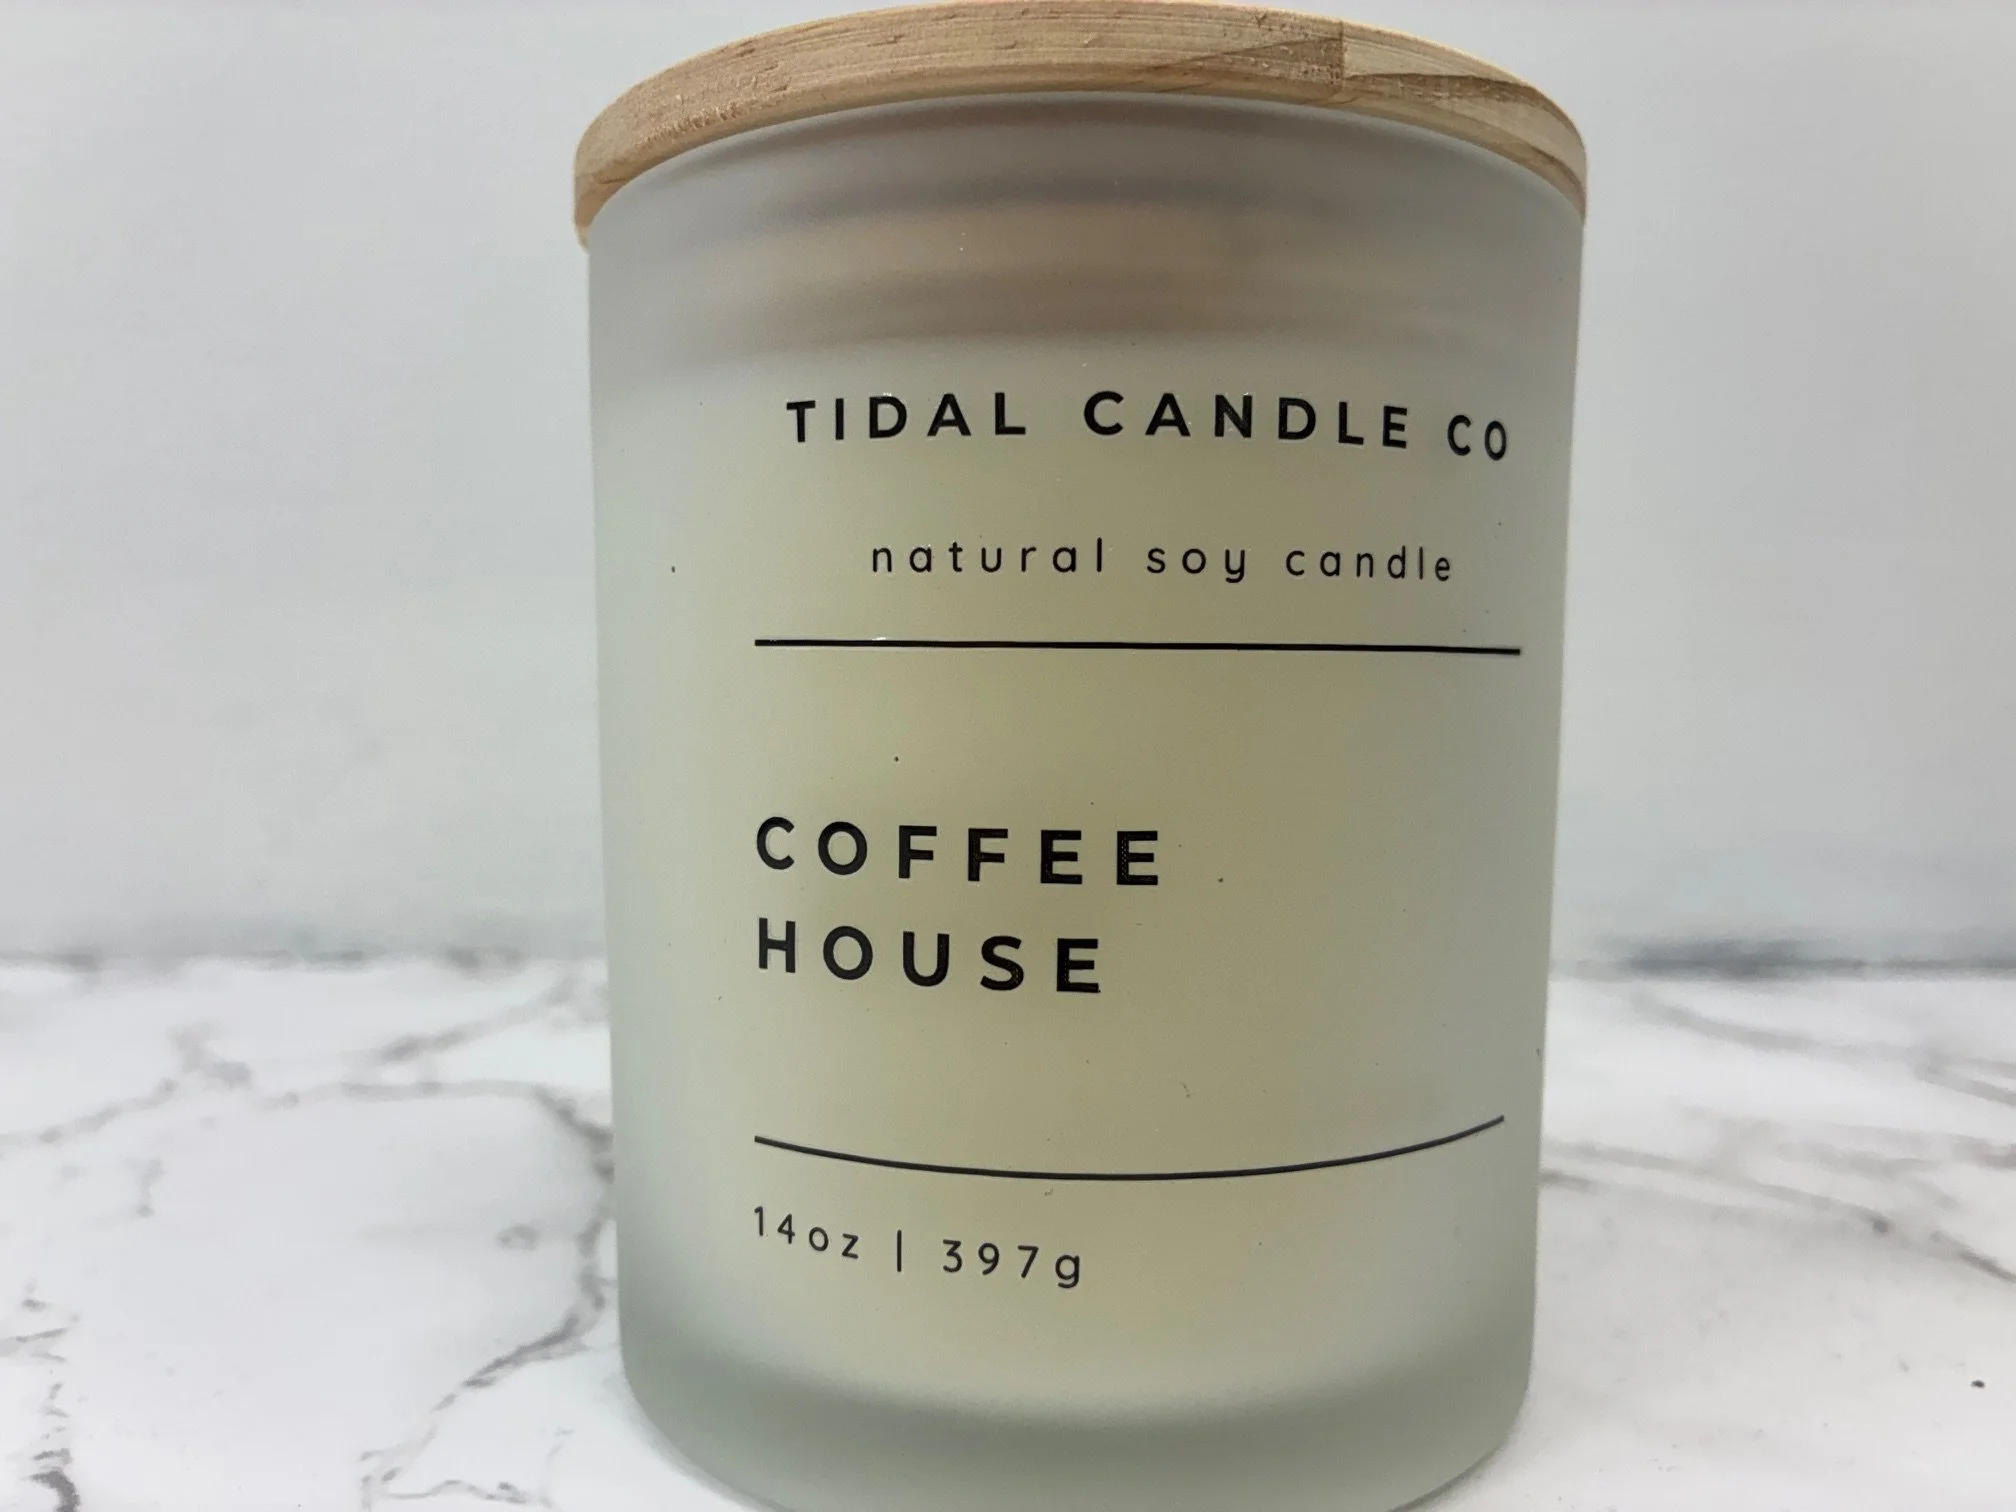 TIDAL CANDLE CO
natural soy candle
COFFEE
HOUSE
14oz | 397g